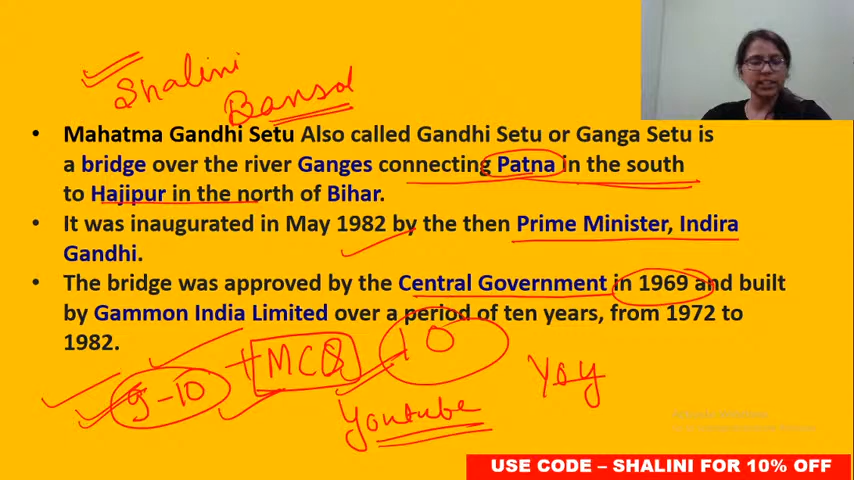 Shalini
Bansal
• Mahatma Gandhi Setu Also called Gandhi Setu or Ganga Setu is
a bridge over the river Ganges connecting Patna in the south
to Hajipur in the north of Bihar.
• It was inaugurated in May 1982 by the then Prime Minister, Indira
Gandhi.
• The bridge was approved by the Central Government in 1969 and built
by Gammon India Limited over a period of ten years, from 1972 to
1982.
9-10 + MCQ 10
Youtube
USE CODE – SHALINI FOR 10% OFF